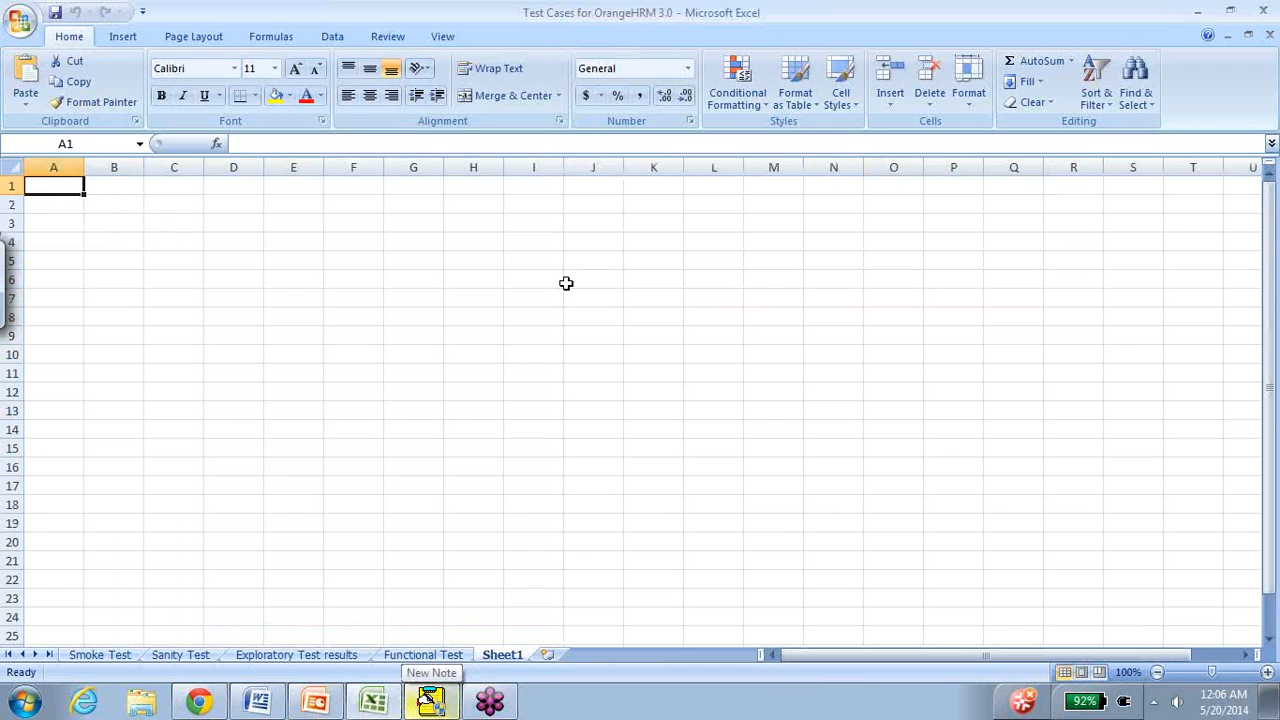 Test Cases for OrangeHRM 3.0 - Microsoft Excel
Home Insert Page Layout Formulas Data Review View
Cut
Copy
Format Painter
Paste
Clipboard
Calibri 11
B I U
Font
Wrap Text
Merge & Center
Alignment
General
$ % ,
Number
Conditional Formatting
Format as Table
Cell Styles
Styles
Insert Delete Format
Cells
Σ AutoSum
Fill
Clear
Sort & Filter
Find & Select
Editing
A1 fx
A B C D E F G H I J K L M N O P Q R S T U
1
2
3
4
5
6
7
8
9
10
11
12
13
14
15
16
17
18
19
20
21
22
23
24
25
Smoke Test Sanity Test Exploratory Test results Functional Test Sheet1
Ready New Note 100%
92% 12:06 AM
5/20/2014